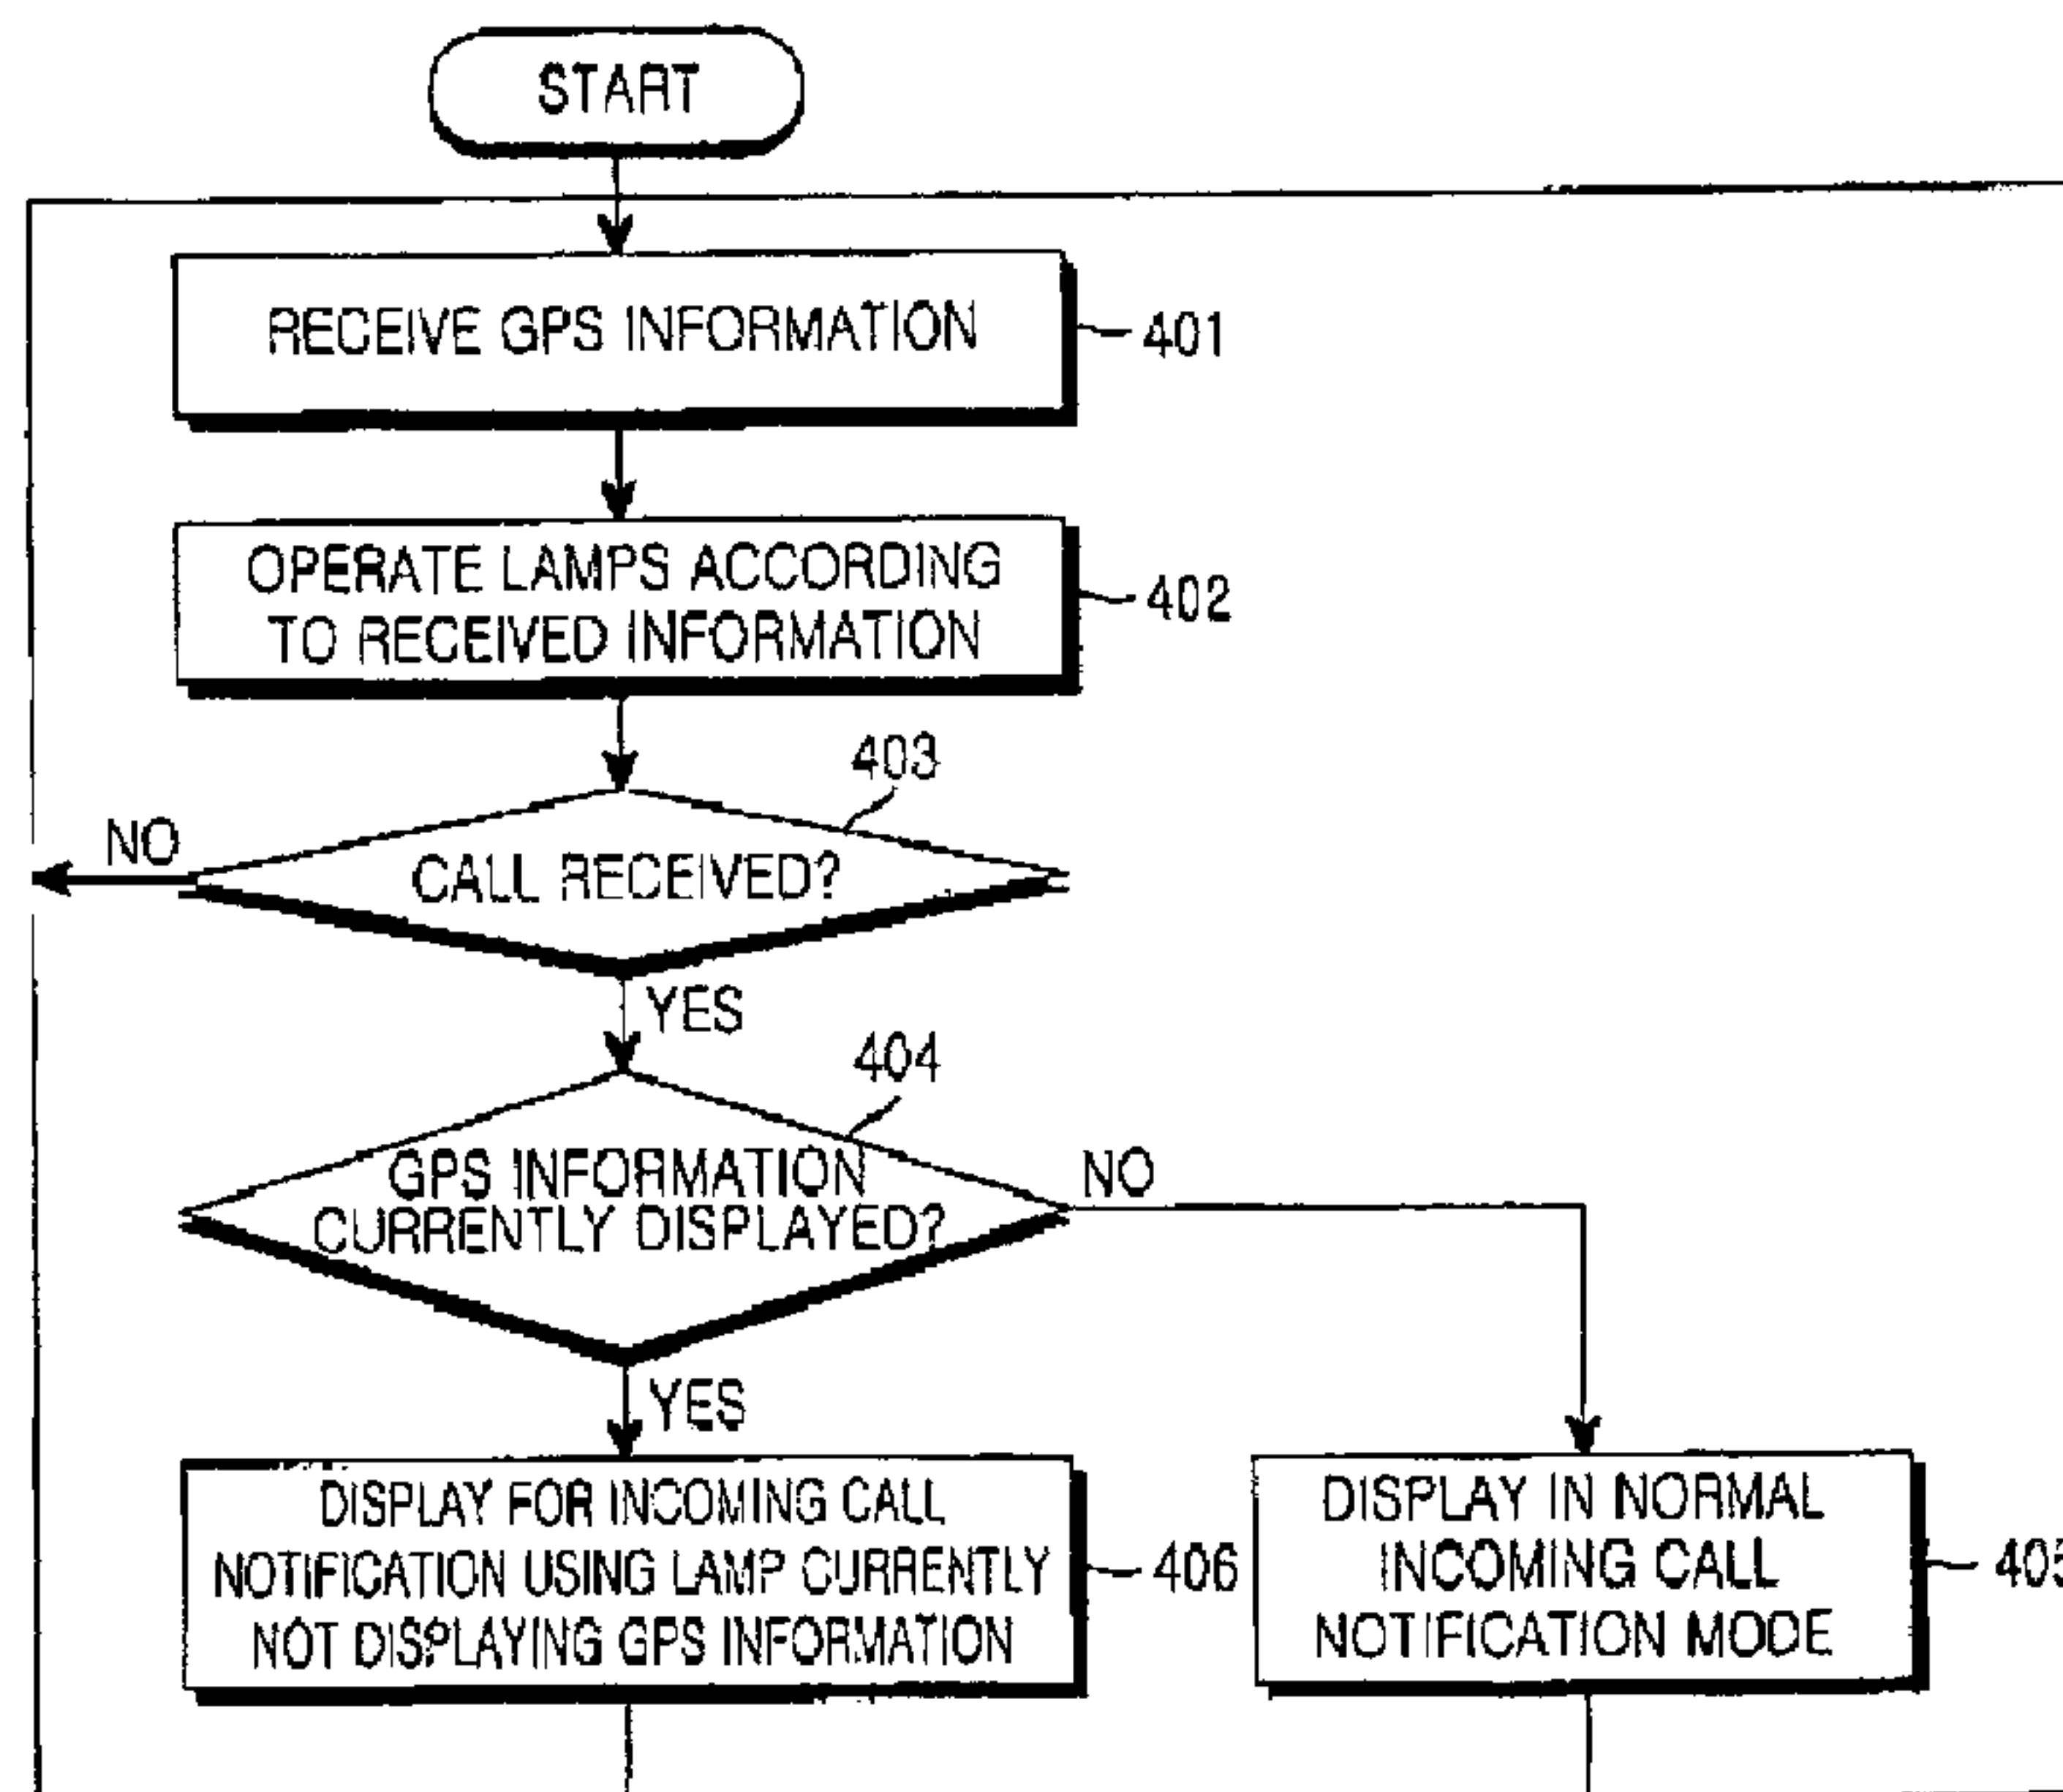 START
RECEIVE GPS INFORMATION
401
OPERATE LAMPS ACCORDING
TO RECEIVED INFORMATION
402
403
NO
CALL RECEIVED?
YES
404
GPS INFORMATION
CURRENTLY DISPLAYED?
NO
YES
DISPLAY FOR INCOMING CALL
NOTIFICATION USING LAMP CURRENTLY
NOT DISPLAYING GPS INFORMATION
406
DISPLAY IN NORMAL
INCOMING CALL
NOTIFICATION MODE
405